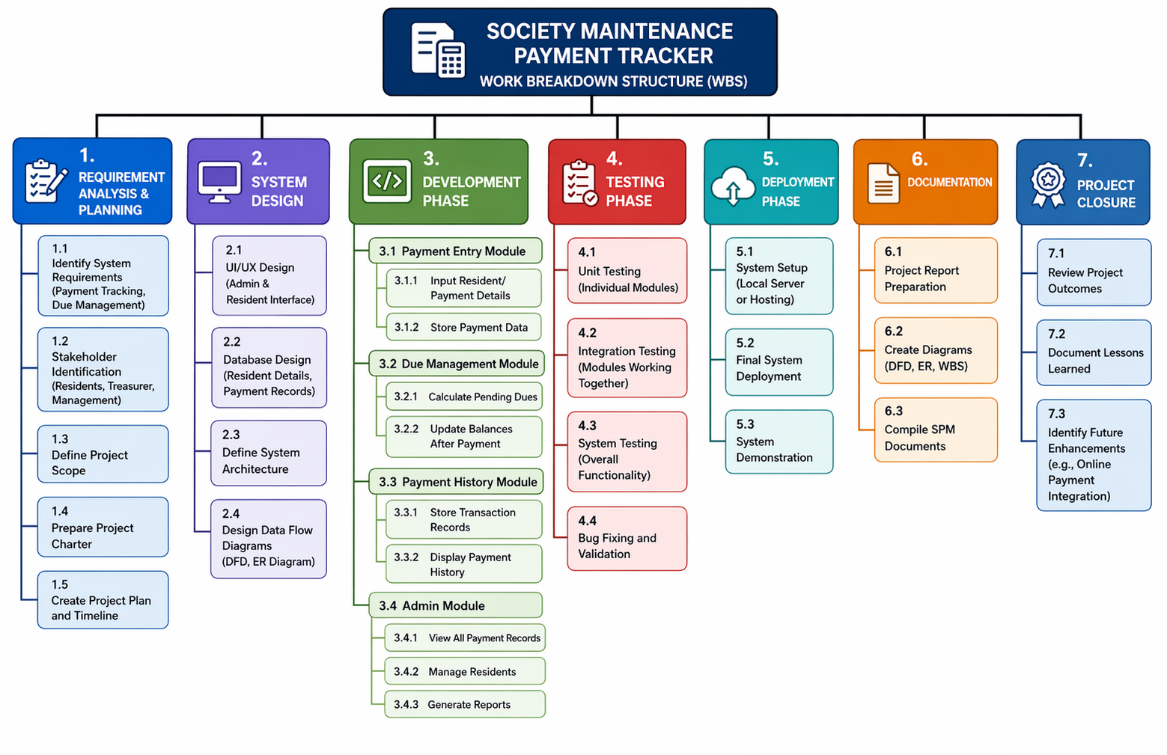 SOCIETY MAINTENANCE
PAYMENT TRACKER
WORK BREAKDOWN STRUCTURE (WBS)
1.
REQUIREMENT
ANALYSIS &
PLANNING
1.1
Identify System
Requirements
(Payment Tracking,
Due Management)
1.2
Stakeholder
Identification
(Residents, Treasurer,
Management)
1.3
Define Project
Scope
1.4
Prepare Project
Charter
1.5
Create Project Plan
and Timeline
2.
SYSTEM
DESIGN
2.1
UI/UX Design
(Admin &
Resident Interface)
2.2
Database Design
(Resident Details,
Payment Records)
2.3
Define System
Architecture
2.4
Design Data Flow
Diagrams
(DFD, ER Diagram)
3.
DEVELOPMENT
PHASE
3.1 Payment Entry Module
3.1.1 Input Resident/
Payment Details
3.1.2 Store Payment Data
3.2 Due Management Module
3.2.1 Calculate Pending Dues
3.2.2 Update Balances
After Payment
3.3 Payment History Module
3.3.1 Store Transaction
Records
3.3.2 Display Payment
History
3.4 Admin Module
3.4.1 View All Payment Records
3.4.2 Manage Residents
3.4.3 Generate Reports
4.
TESTING
PHASE
4.1
Unit Testing
(Individual Modules)
4.2
Integration Testing
(Modules Working
Together)
4.3
System Testing
(Overall
Functionality)
4.4
Bug Fixing and
Validation
5.
DEPLOYMENT
PHASE
5.1
System Setup
(Local Server
or Hosting)
5.2
Final System
Deployment
5.3
System
Demonstration
6.
DOCUMENTATION
6.1
Project Report
Preparation
6.2
Create Diagrams
(DFD, ER, WBS)
6.3
Compile SPM
Documents
7.
PROJECT
CLOSURE
7.1
Review Project
Outcomes
7.2
Document Lessons
Learned
7.3
Identify Future
Enhancements
(e.g., Online
Payment
Integration)